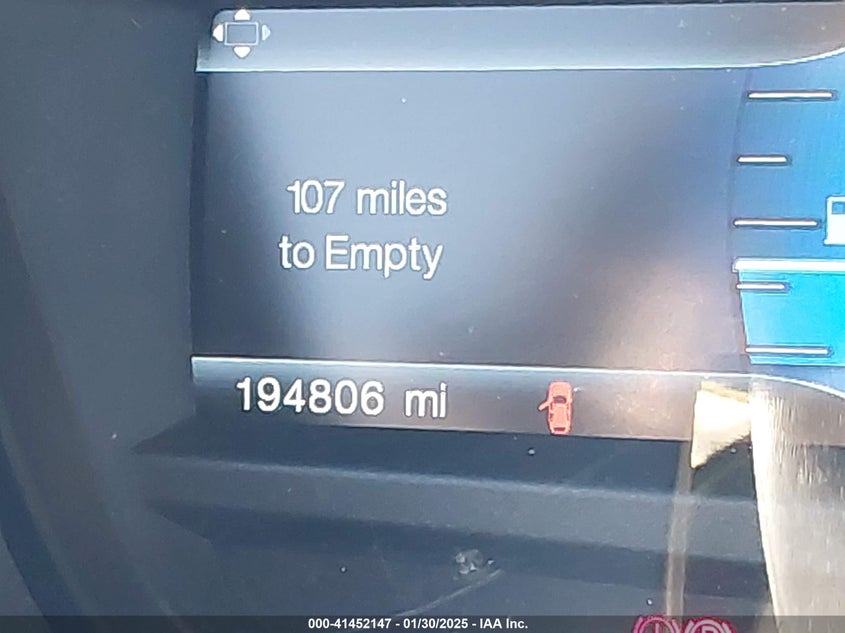 107 miles
to Empty
194806 mi
000-41452147 - 01/30/2025 - IAA Inc.